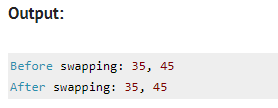 Output:
Before swapping: 35, 45
After swapping: 35, 45